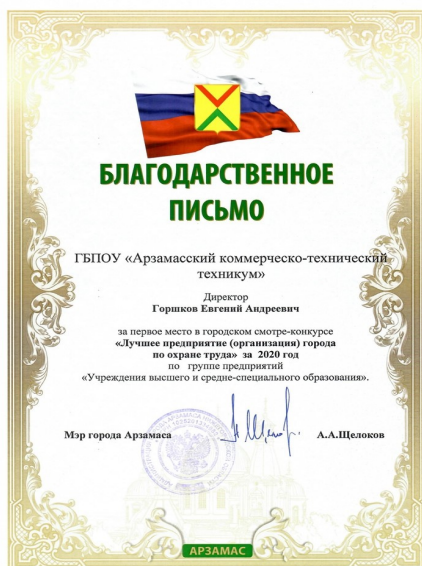 БЛАГОДАРСТВЕННОЕ
ПИСЬМО
ГБПОУ «Арзамасский коммерческо-технический
техникум»
Директор
Горшков Евгений Андреевич
за первое место в городском смотре-конкурсе
«Лучшее предприятие (организация) города
по охране труда» за 2020 год
по группе предприятий
«Учреждения высшего и средне-специального образования».
Мэр города Арзамаса
А.А.Щелоков
АРЗАМАС